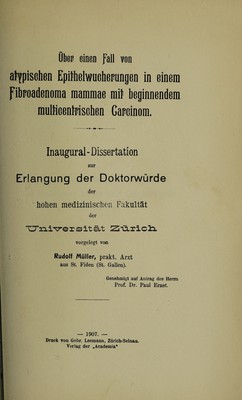 Über einen Fall von
atypischen Epithelwucherungen in einem
Fibroadenoma mammae mit beginnendem
multicentrischen Carcinom.
Inaugural-Dissertation
zur
Erlangung der Doktorwürde
der
hohen medizinischen Fakultät
der
Universität Zürich
vorgelegt von
Rudolf Müller, prakt. Arzt
aus St. Fiden (St. Gallen).
Genehmigt auf Antrag des Herrn
Prof. Dr. Paul Ernst.
— 1907. —
Druck von Gebr. Leemann, Zürich-Selnau.
Verlag der „Academia“